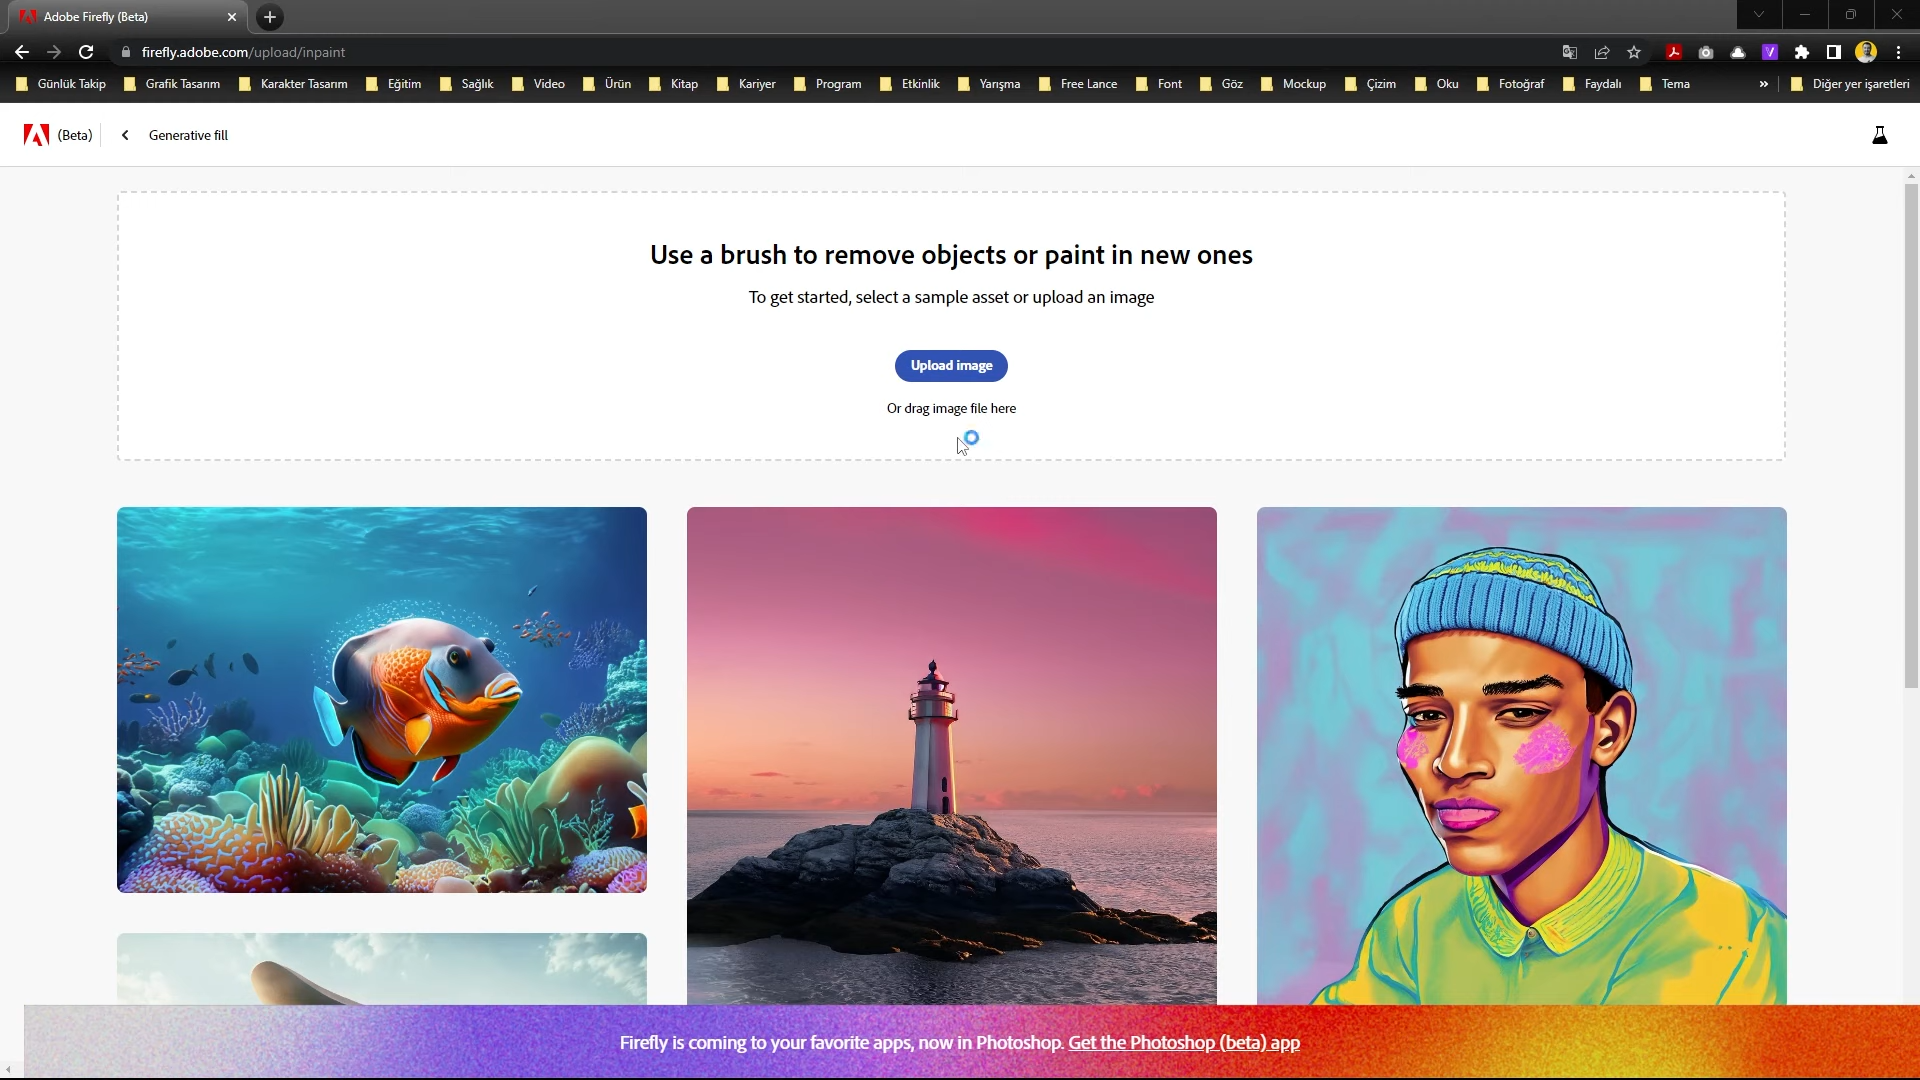 Adobe Firefly (Beta)
firefly.adobe.com/upload/inpaint
Günlük Takip Grafik Tasarım Karakter Tasarım Eğitim Sağlık Video Ürün Kitap Kariyer Program Etkinlik Yarışma Free Lance Font Göz Mockup Çizim Oku Fotoğraf Faydalı Tema » Diğer yer işaretleri
(Beta) Generative fill
Use a brush to remove objects or paint in new ones
To get started, select a sample asset or upload an image
Upload image
Or drag image file here
Firefly is coming to your favorite apps, now in Photoshop. Get the Photoshop (beta) app